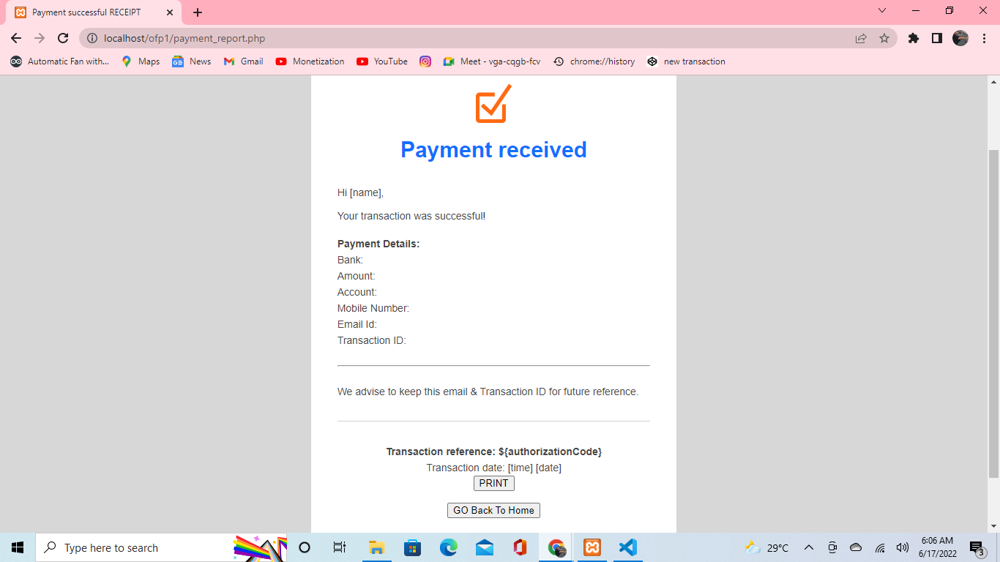 Payment successful RECEIPT
localhost/ofp1/payment_report.php
Automatic Fan with... Maps News Gmail Monetization YouTube Meet - vga-cqgb-fcv chrome://history new transaction
Payment received
Hi [name],
Your transaction was successful!
Payment Details:
Bank:
Amount:
Account:
Mobile Number:
Email Id:
Transaction ID:
We advise to keep this email & Transaction ID for future reference.
Transaction reference: ${authorizationCode}
Transaction date: [time] [date]
PRINT
GO Back To Home
Type here to search
29°C
6:06 AM
6/17/2022
3